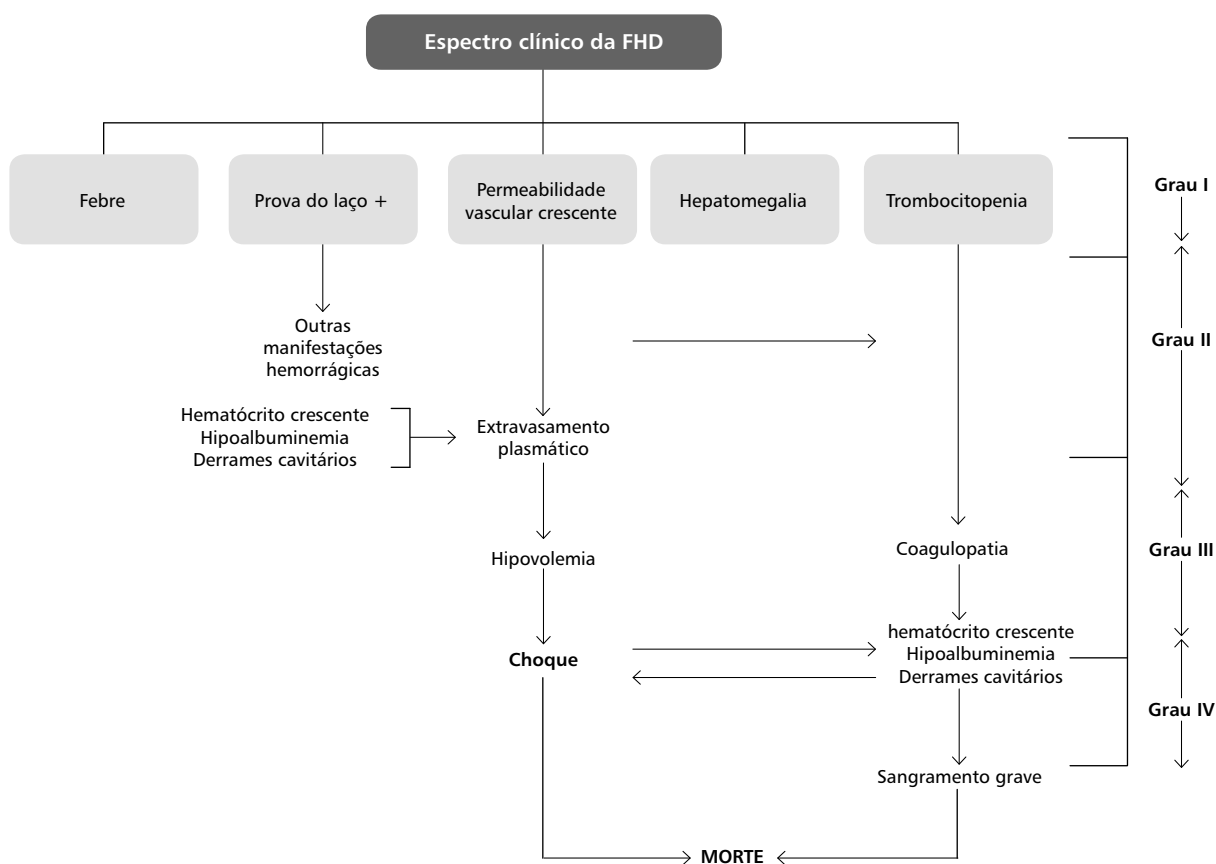 Espectro clínico da FHD
Febre
Prova do laço +
Permeabilidade
vascular crescente
Hepatomegalia
Trombocitopenia
Grau I
Outras
manifestações
hemorrágicas
Grau II
Hematócrito crescente
Hipoalbuminemia
Derrames cavitários
Extravasamento
plasmático
Hipovolemia
Coagulopatia
Grau III
Choque
hematócrito crescente
Hipoalbuminemia
Derrames cavitários
Grau IV
Sangramento grave
MORTE